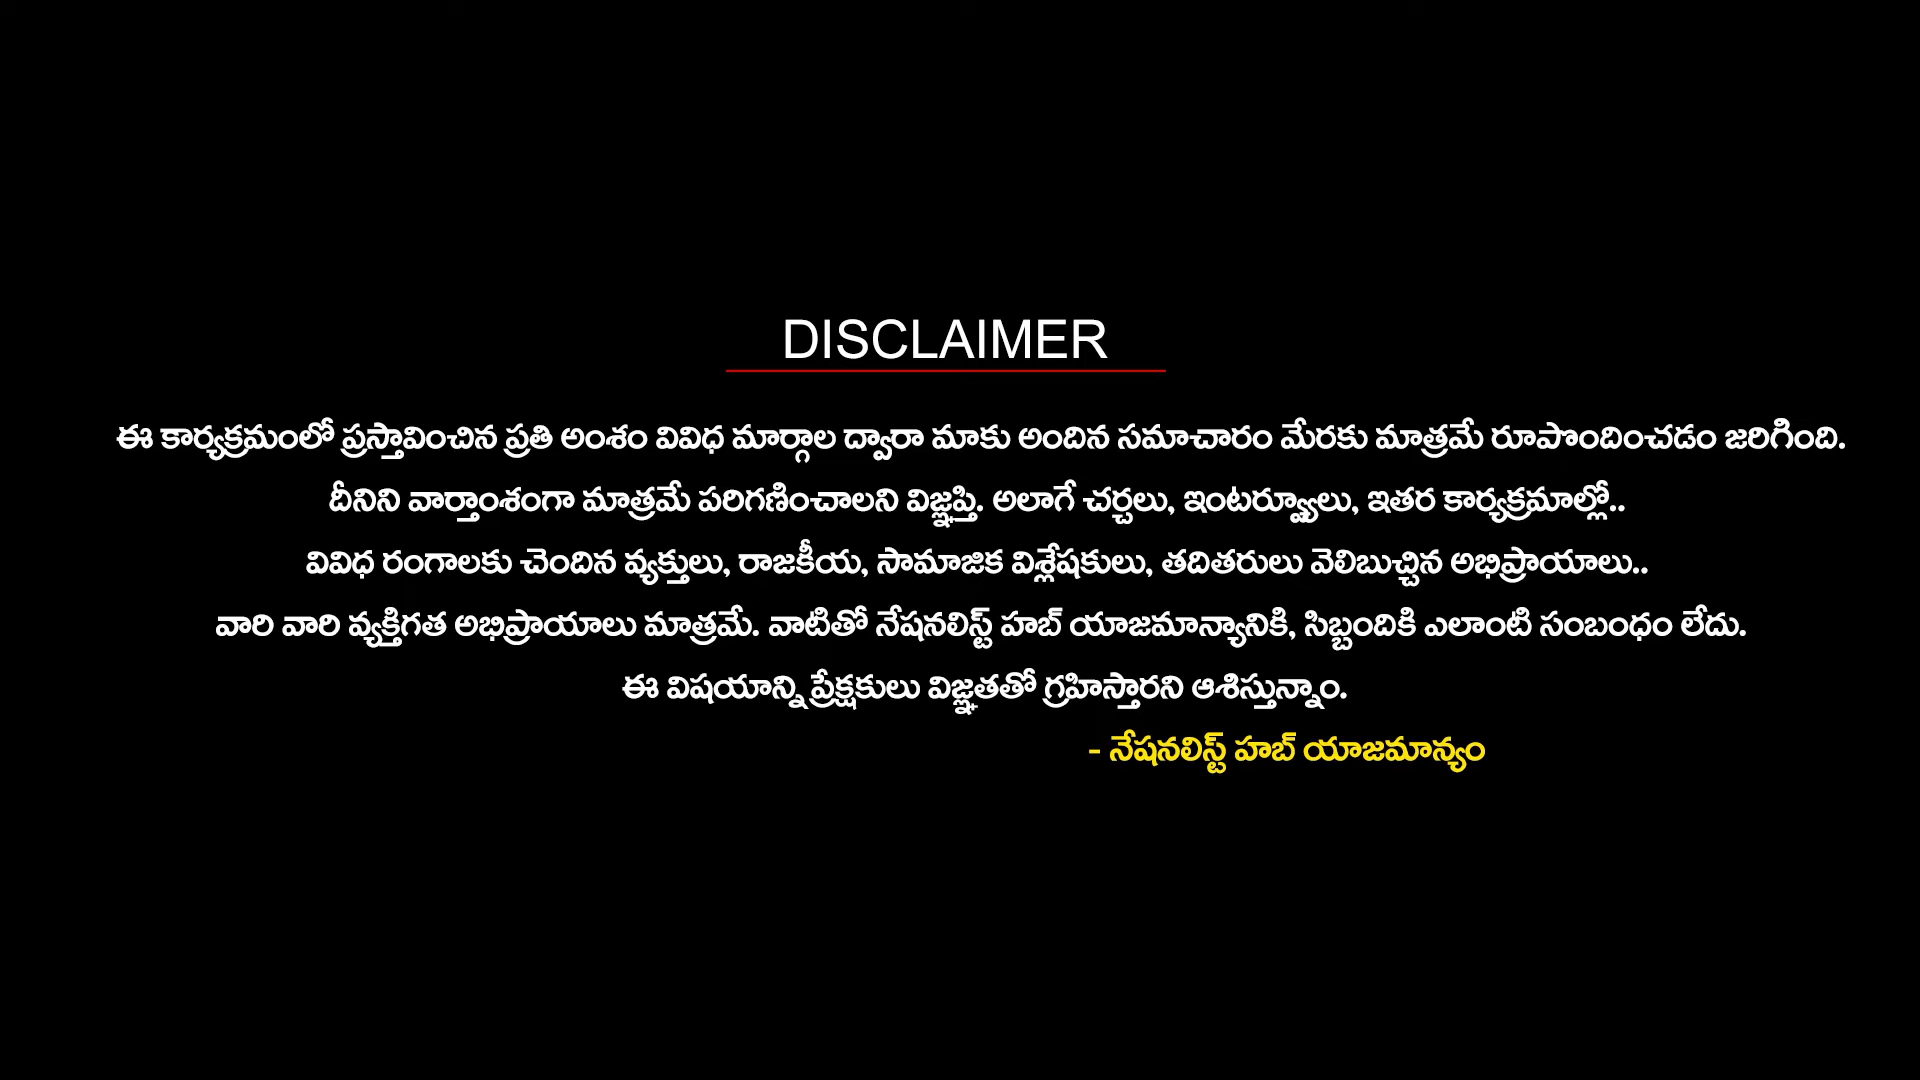 DISCLAIMER
ఈ కార్యక్రమంలో ప్రస్తావించిన ప్రతి అంశం వివిధ మార్గాల ద్వారా మాకు అందిన సమాచారం మేరకు మాత్రమే రూపొందించడం జరిగింది.
దీనిని వార్తాంశంగా మాత్రమే పరిగణించాలని విజ్ఞప్తి. అలాగే చర్చలు, ఇంటర్వ్యూలు, ఇతర కార్యక్రమాల్లో..
వివిధ రంగాలకు చెందిన వ్యక్తులు, రాజకీయ, సామాజిక విశ్లేషకులు, తదితరులు వెలిబుచ్చిన అభిప్రాయాలు..
వారి వారి వ్యక్తిగత అభిప్రాయాలు మాత్రమే. వాటితో నేషనలిస్ట్ హబ్ యాజమాన్యానికి, సిబ్బందికి ఎలాంటి సంబంధం లేదు.
ఈ విషయాన్ని ప్రేక్షకులు విజ్ఞతతో గ్రహిస్తారని ఆశిస్తున్నాం.
- నేషనలిస్ట్ హబ్ యాజమాన్యం